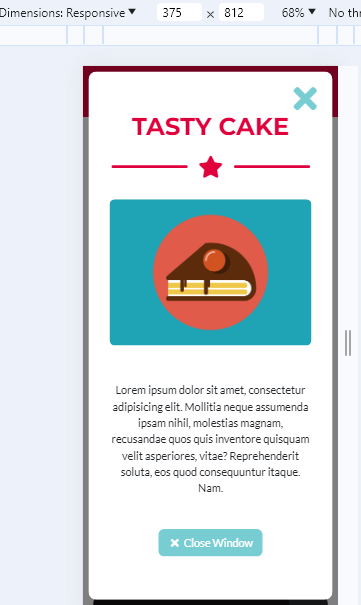 Dimensions: Responsive ▼ 375 × 812 68% ▼ No thr
TASTY CAKE
Lorem ipsum dolor sit amet, consectetur
adipisicing elit. Mollitia neque assumenda
ipsam nihil, molestias magnam,
recusandae quos quis inventore quisquam
velit asperiores, vitae? Reprehenderit
soluta, eos quod consequuntur itaque.
Nam.
Close Window